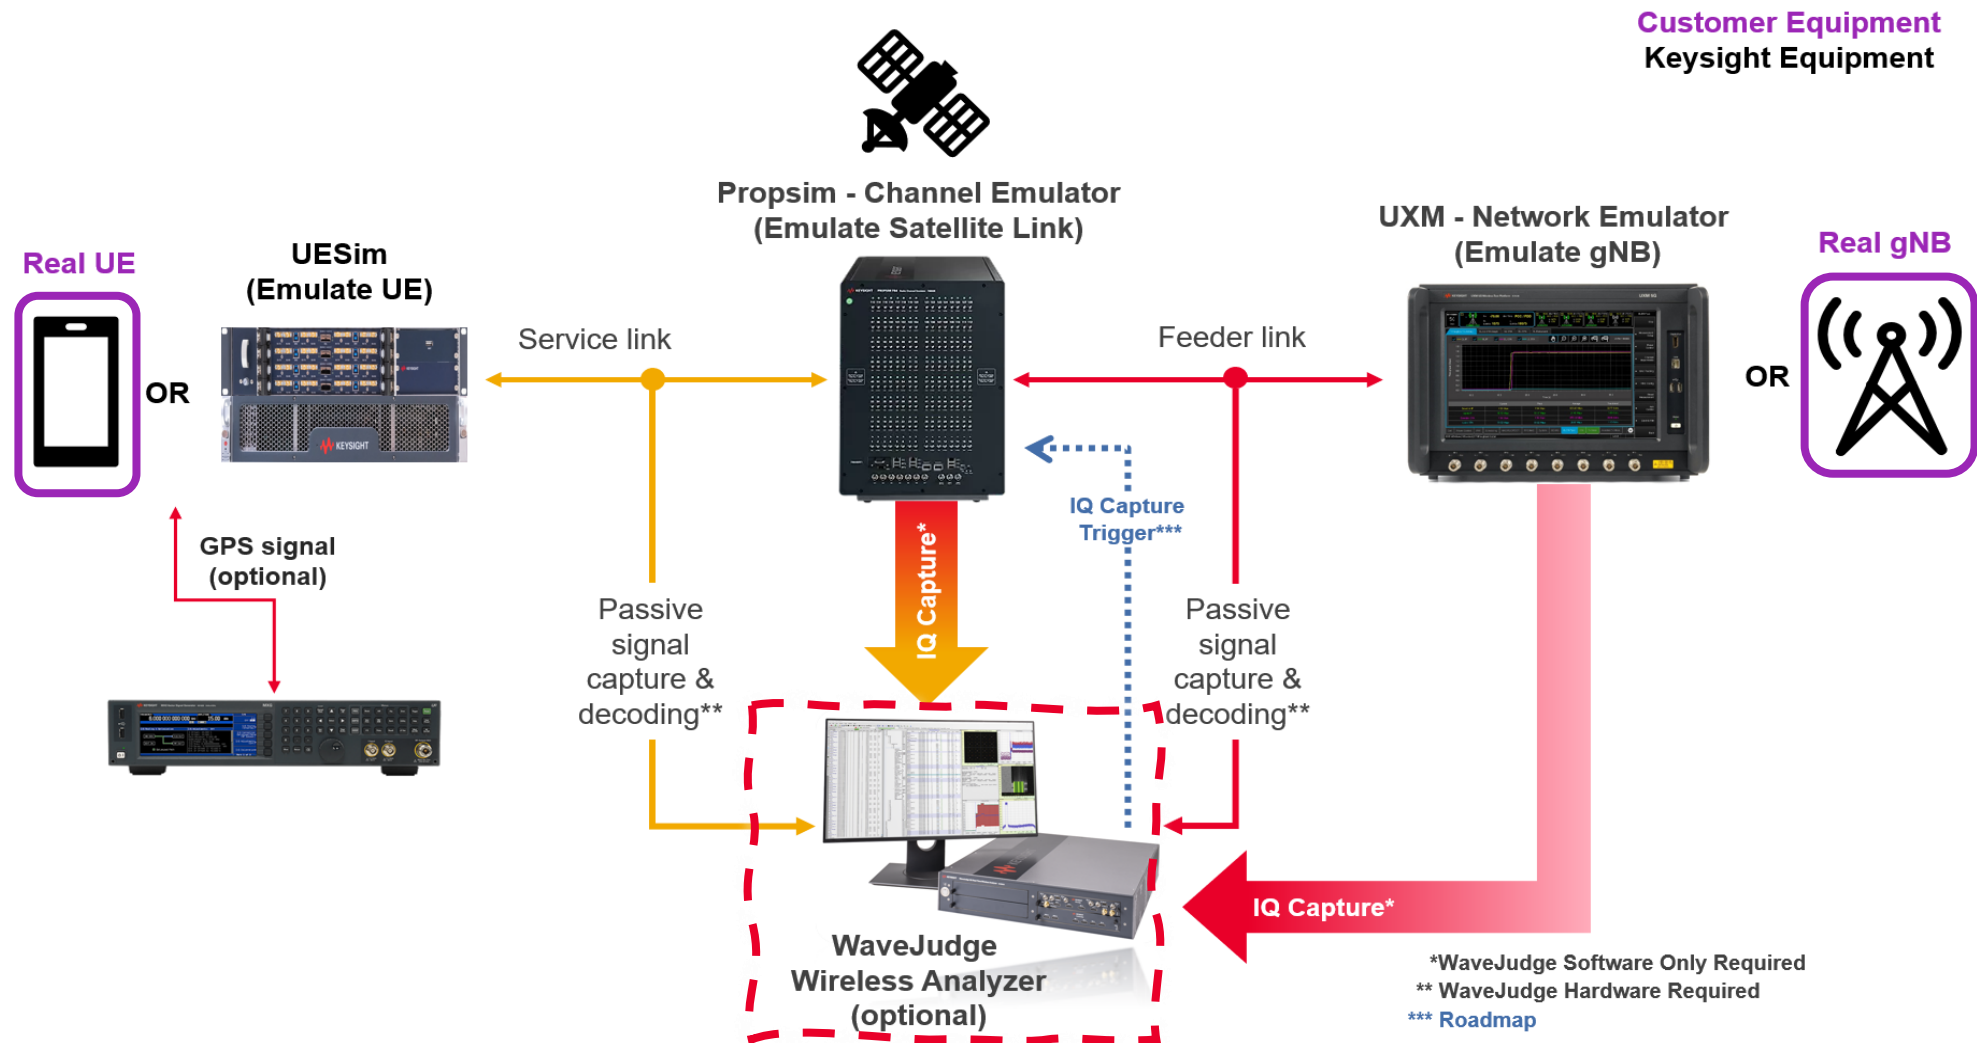 Customer Equipment
Keysight Equipment
Propsim - Channel Emulator
(Emulate Satellite Link)
UXM - Network Emulator
(Emulate gNB)
Real gNB
Real UE
UESim
(Emulate UE)
Service link
Feeder link
OR
OR
KEYSIGHT
IQ Capture
Trigger***
IQ Capture*
GPS signal
(optional)
Passive
signal
capture &
decoding**
Passive
signal
capture &
decoding**
KEYSIGHT
IQ Capture*
WaveJudge
Wireless Analyzer
(optional)
*WaveJudge Software Only Required
** WaveJudge Hardware Required
*** Roadmap